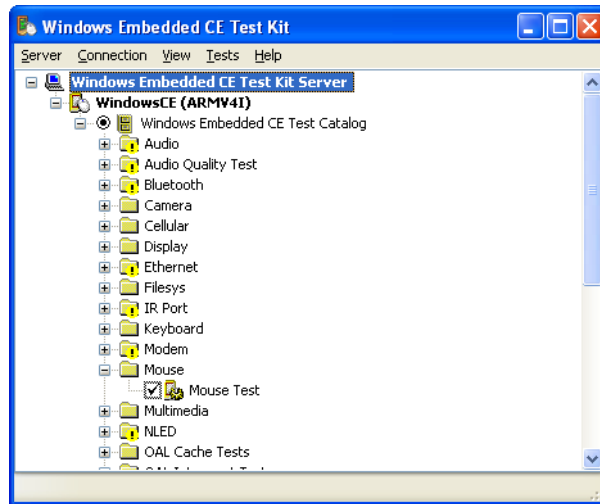 Windows Embedded CE Test Kit
Server Connection View Tests Help
Windows Embedded CE Test Kit Server
WindowsCE (ARMV4I)
Windows Embedded CE Test Catalog
Audio
Audio Quality Test
Bluetooth
Camera
Cellular
Display
Ethernet
Filesys
IR Port
Keyboard
Modem
Mouse
Mouse Test
Multimedia
NLED
OAL Cache Tests